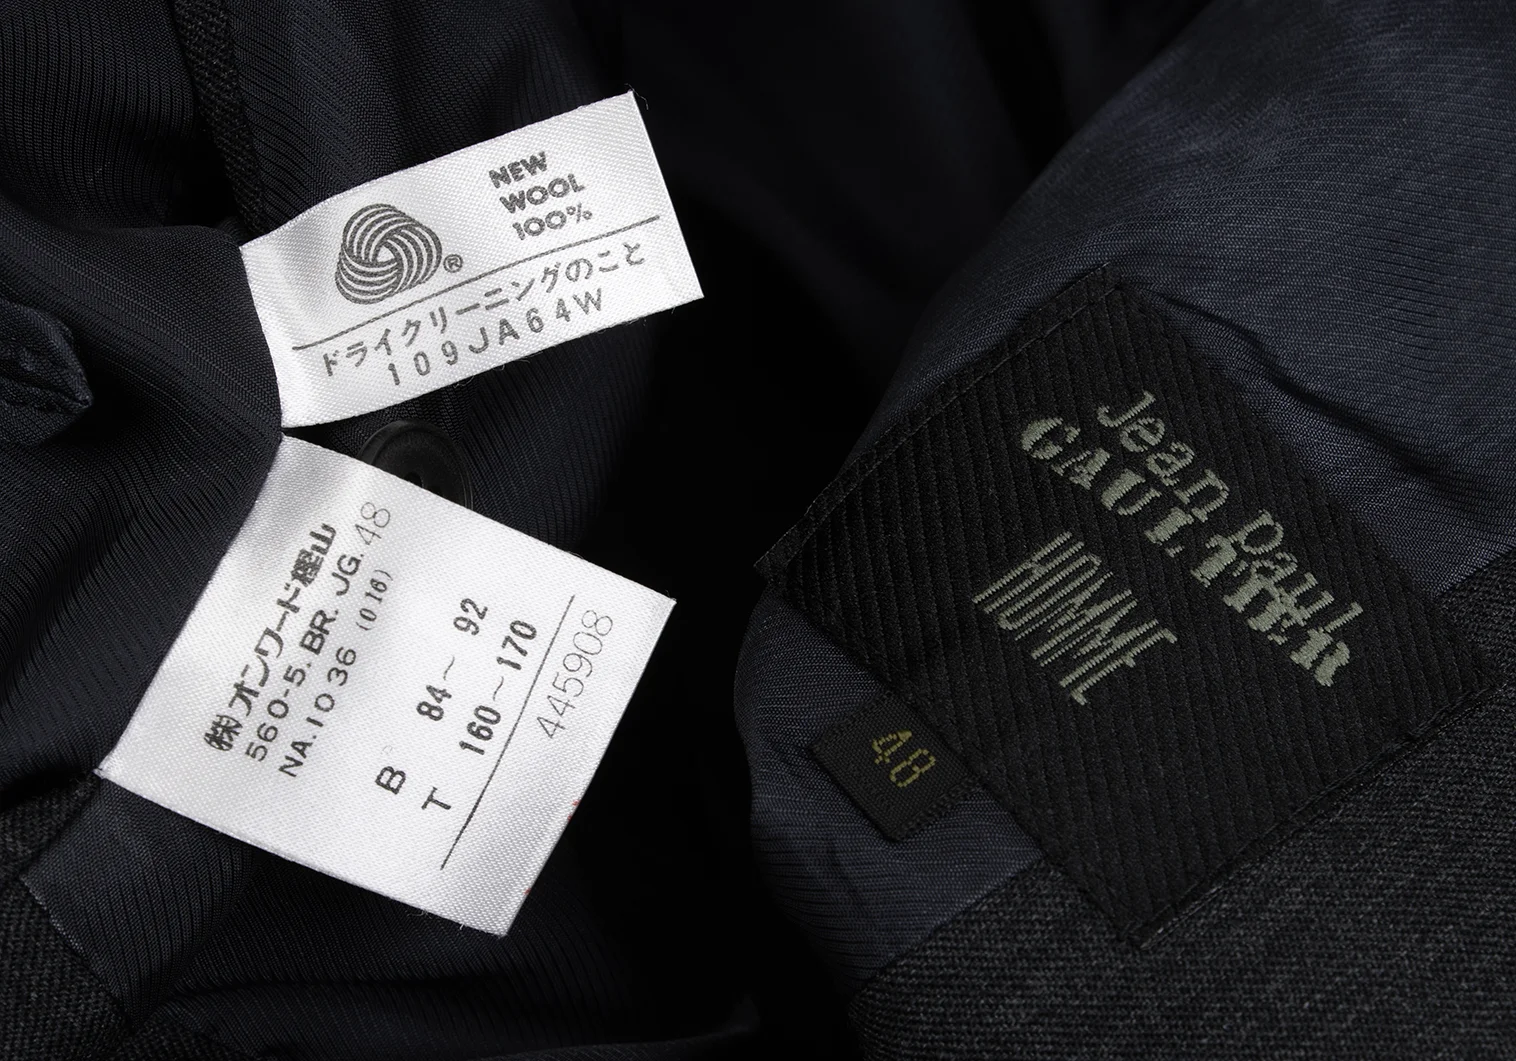 NEW
WOOL
100%
®
ドライクリーニングのこと
109JA64W
㈱オンワード樫山
560-5. BR. JG. 48
NA.10 36 (016)
B 84~92
T 160~170
445908
Jean Paul
GAULTIER
HOMME
48